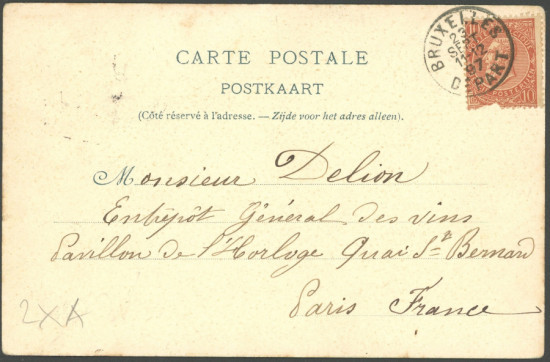 CARTE POSTALE
POSTKAART
(Côté réservé à l'adresse. — Zijde voor het adres alleen).
BRUXELLES
DÉPART
10
Monsieur Delion
Entrepôt Général des vins
Pavillon de l'Horloge Quai St Bernard
Paris France
2XA